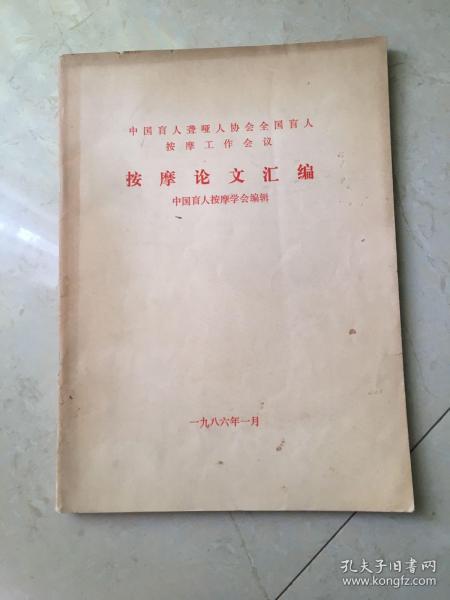 中国盲人聋哑人协会全国盲人
按摩工作会议
按摩论文汇编
中国盲人按摩学会编辑
一九八六年一月
孔夫子旧书网
www.kongfz.com